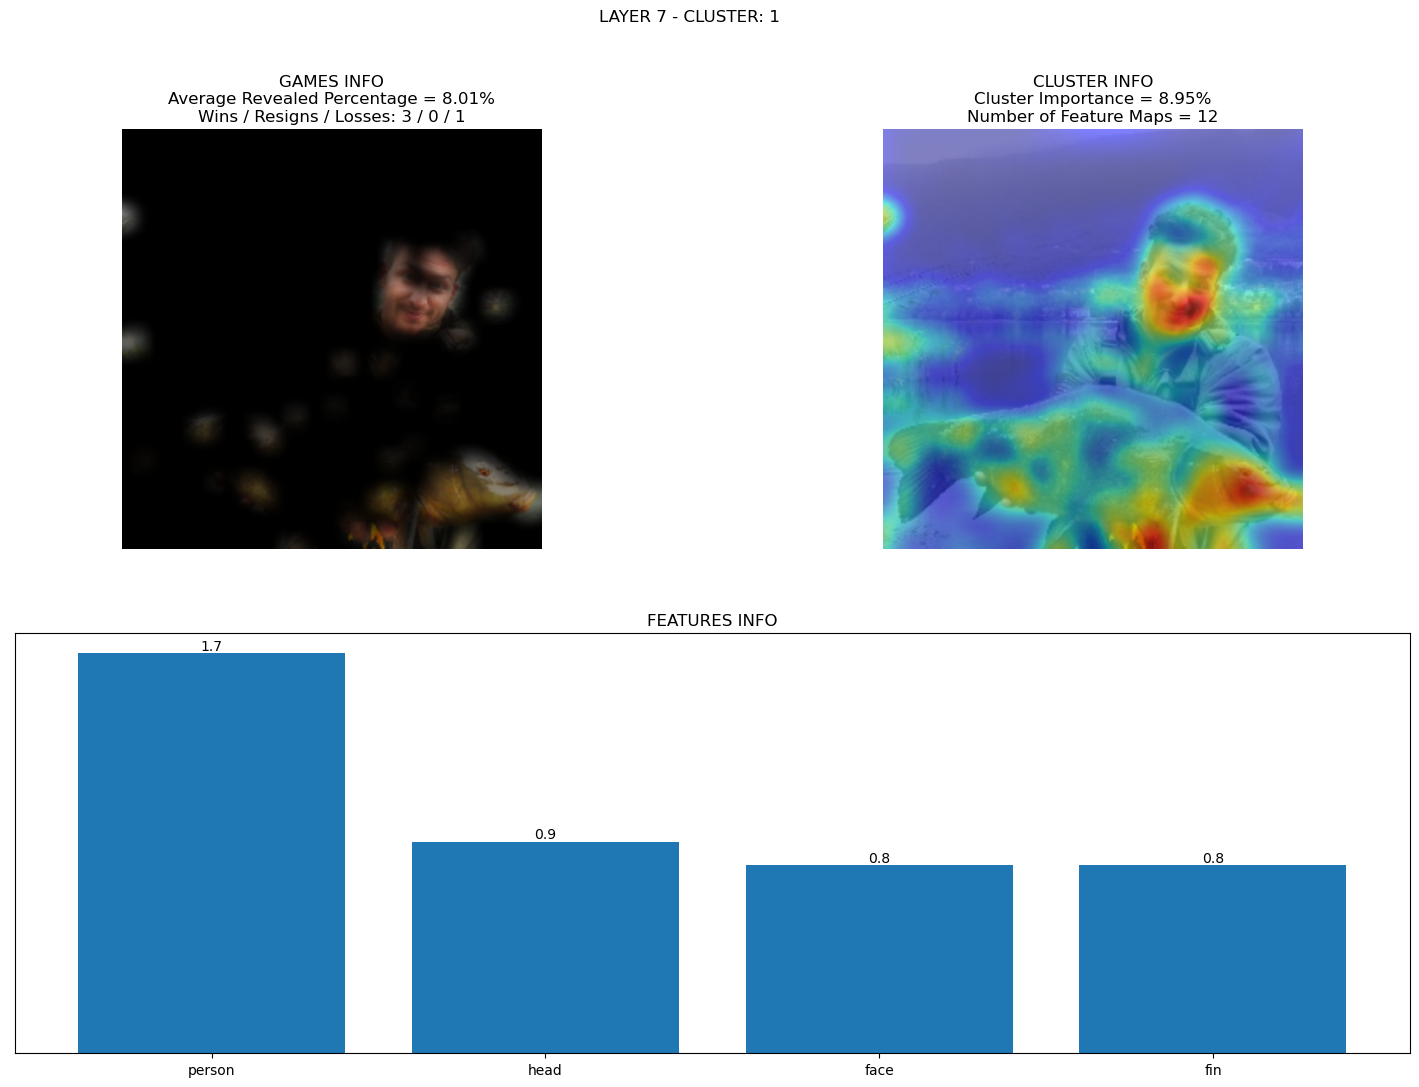 LAYER 7 - CLUSTER: 1
GAMES INFO
Average Revealed Percentage = 8.01%
Wins / Resigns / Losses: 3 / 0 / 1
CLUSTER INFO
Cluster Importance = 8.95%
Number of Feature Maps = 12
FEATURES INFO
1.7
0.9
0.8
0.8
person
head
face
fin